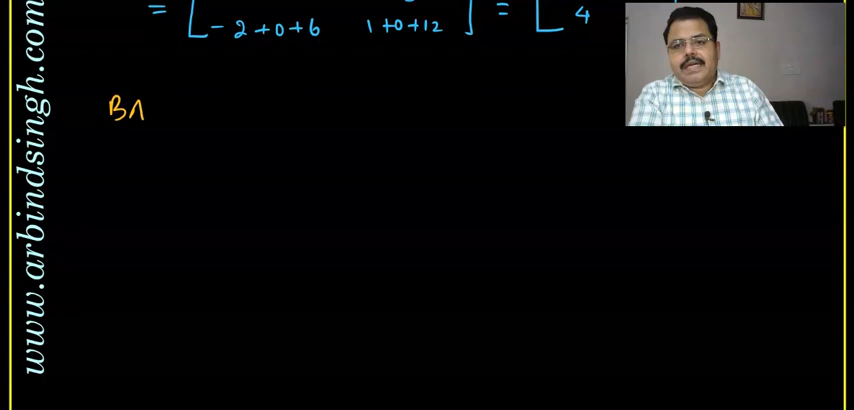 = [ -2+0+6 1+0+12 ] = [ 4
BA
www.arbindsingh.com